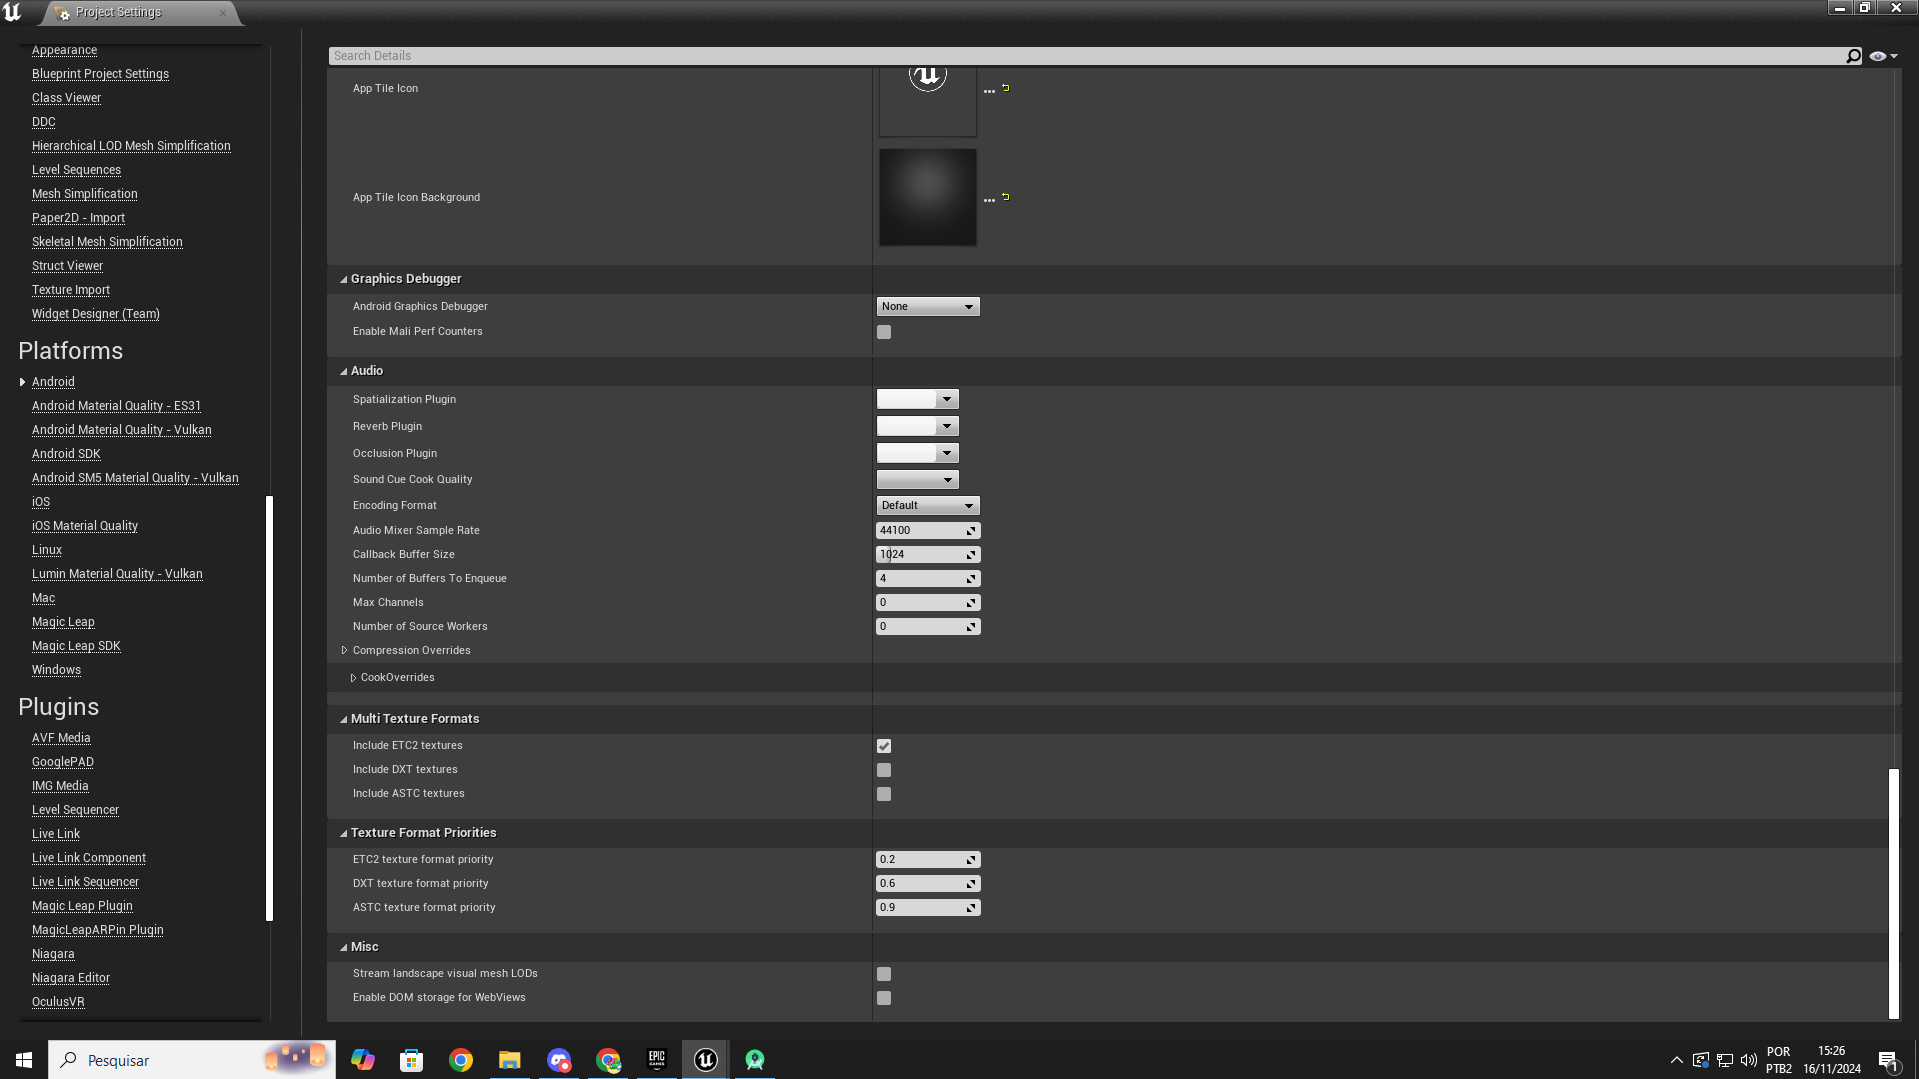 Project Settings
Appearance
Blueprint Project Settings
Class Viewer
DDC
Hierarchical LOD Mesh Simplification
Level Sequences
Mesh Simplification
Paper2D - Import
Skeletal Mesh Simplification
Struct Viewer
Texture Import
Widget Designer (Team)
Platforms
Android
Android Material Quality - ES31
Android Material Quality - Vulkan
Android SDK
Android SM5 Material Quality - Vulkan
iOS
iOS Material Quality
Linux
Lumin Material Quality - Vulkan
Mac
Magic Leap
Magic Leap SDK
Windows
Plugins
AVF Media
GooglePAD
IMG Media
Level Sequencer
Live Link
Live Link Component
Live Link Sequencer
Magic Leap Plugin
MagicLeapARPin Plugin
Niagara
Niagara Editor
OculusVR
Search Details
App Tile Icon
App Tile Icon Background
Graphics Debugger
Android Graphics Debugger None
Enable Mali Perf Counters
Audio
Spatialization Plugin
Reverb Plugin
Occlusion Plugin
Sound Cue Cook Quality
Encoding Format Default
Audio Mixer Sample Rate 44100
Callback Buffer Size 1024
Number of Buffers To Enqueue 4
Max Channels 0
Number of Source Workers 0
Compression Overrides
CookOverrides
Multi Texture Formats
Include ETC2 textures
Include DXT textures
Include ASTC textures
Texture Format Priorities
ETC2 texture format priority 0.2
DXT texture format priority 0.6
ASTC texture format priority 0.9
Misc
Stream landscape visual mesh LODs
Enable DOM storage for WebViews
Pesquisar
EPIC
GAMES
POR
PTB2
15:26
16/11/2024
1